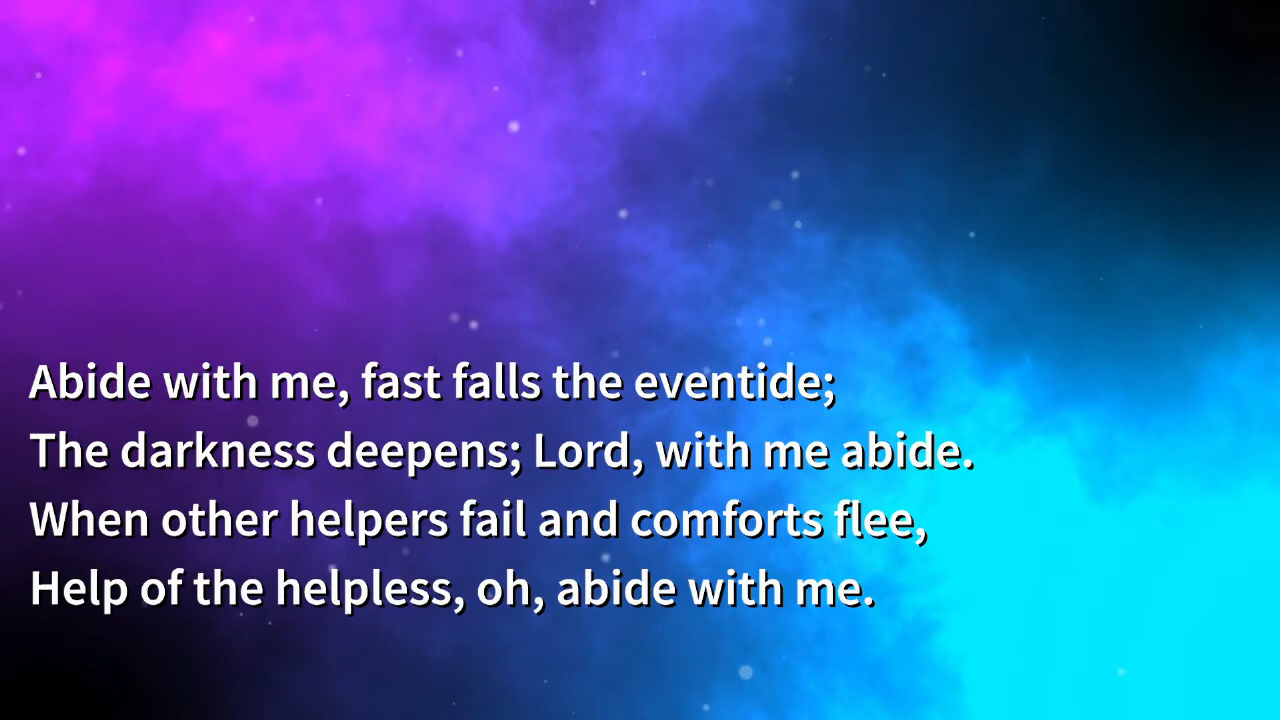 Abide with me, fast falls the eventide;
The darkness deepens; Lord, with me abide.
When other helpers fail and comforts flee,
Help of the helpless, oh, abide with me.